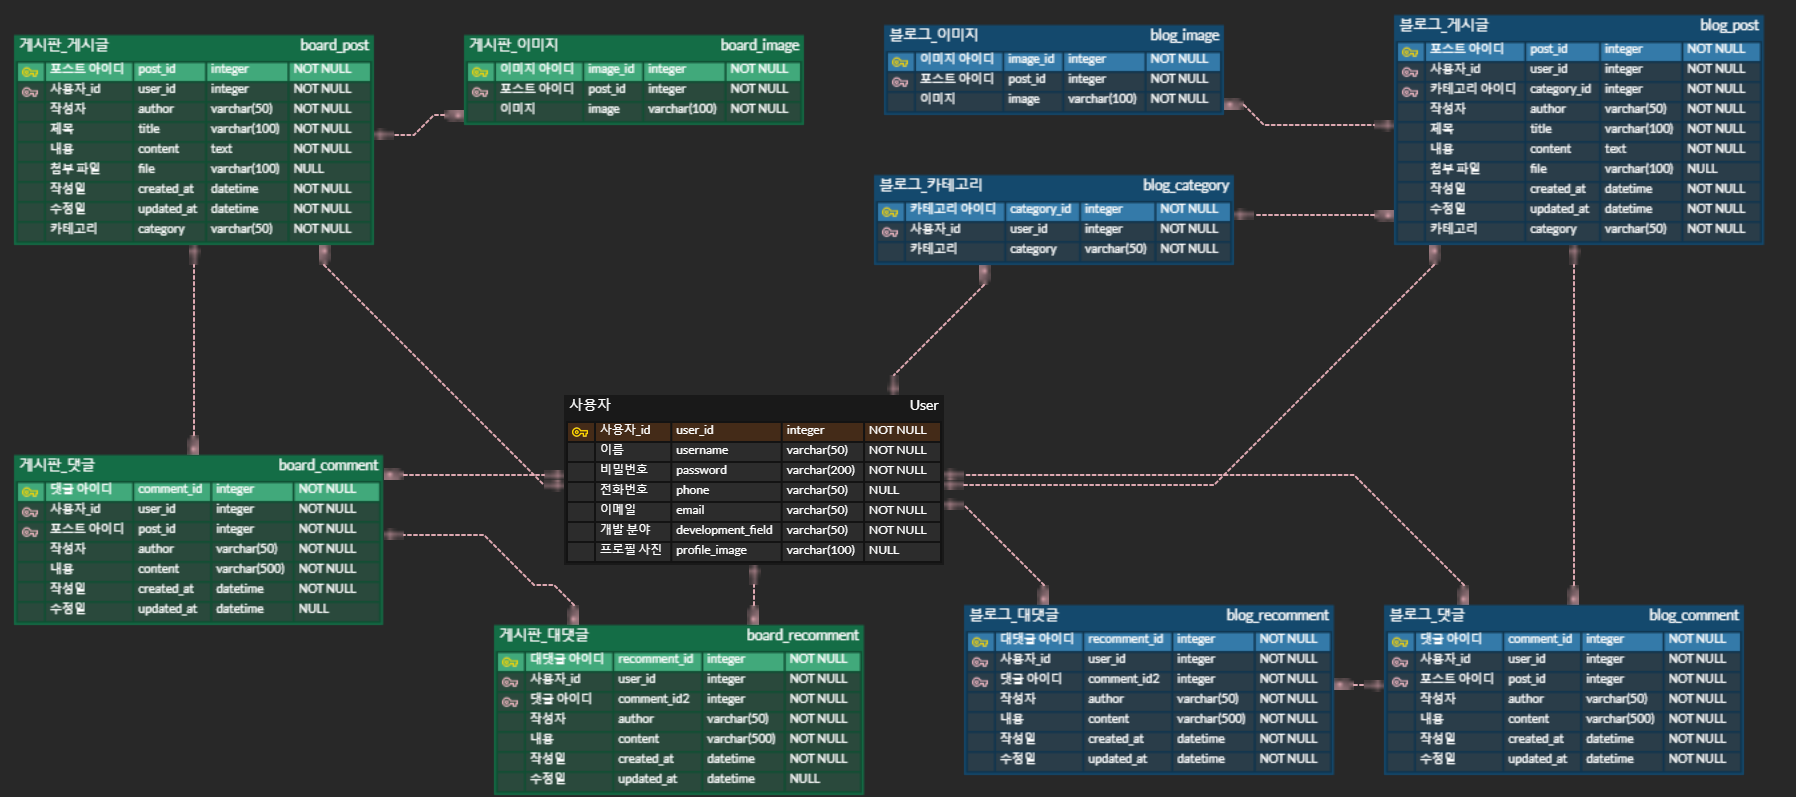 게시판_게시글 board_post
포스트 아이디 post_id integer NOT NULL
사용자_id user_id integer NOT NULL
작성자 author varchar(50) NOT NULL
제목 title varchar(100) NOT NULL
내용 content text NOT NULL
첨부 파일 file varchar(100) NULL
작성일 created_at datetime NOT NULL
수정일 updated_at datetime NOT NULL
카테고리 category varchar(50) NOT NULL
게시판_이미지 board_image
이미지 아이디 image_id integer NOT NULL
포스트 아이디 post_id integer NOT NULL
이미지 image varchar(100) NOT NULL
블로그_이미지 blog_image
이미지 아이디 image_id integer NOT NULL
포스트 아이디 post_id integer NOT NULL
이미지 image varchar(100) NOT NULL
블로그_게시글 blog_post
포스트 아이디 post_id integer NOT NULL
사용자_id user_id integer NOT NULL
카테고리 아이디 category_id integer NOT NULL
작성자 author varchar(50) NOT NULL
제목 title varchar(100) NOT NULL
내용 content text NOT NULL
첨부 파일 file varchar(100) NULL
작성일 created_at datetime NOT NULL
수정일 updated_at datetime NOT NULL
카테고리 category varchar(50) NOT NULL
블로그_카테고리 blog_category
카테고리 아이디 category_id integer NOT NULL
사용자_id user_id integer NOT NULL
카테고리 category varchar(50) NOT NULL
사용자 User
사용자_id user_id integer NOT NULL
이름 username varchar(50) NOT NULL
비밀번호 password varchar(200) NOT NULL
전화번호 phone varchar(50) NULL
이메일 email varchar(50) NOT NULL
개발 분야 development_field varchar(50) NOT NULL
프로필 사진 profile_image varchar(100) NULL
게시판_댓글 board_comment
댓글 아이디 comment_id integer NOT NULL
사용자_id user_id integer NOT NULL
포스트 아이디 post_id integer NOT NULL
작성자 author varchar(50) NOT NULL
내용 content varchar(500) NOT NULL
작성일 created_at datetime NOT NULL
수정일 updated_at datetime NULL
게시판_대댓글 board_recomment
대댓글 아이디 recomment_id integer NOT NULL
사용자_id user_id integer NOT NULL
댓글 아이디 comment_id2 integer NOT NULL
작성자 author varchar(50) NOT NULL
내용 content varchar(500) NOT NULL
작성일 created_at datetime NOT NULL
수정일 updated_at datetime NULL
블로그_대댓글 blog_recomment
대댓글 아이디 recomment_id integer NOT NULL
사용자_id user_id integer NOT NULL
댓글 아이디 comment_id2 integer NOT NULL
작성자 author varchar(50) NOT NULL
내용 content varchar(500) NOT NULL
작성일 created_at datetime NOT NULL
수정일 updated_at datetime NOT NULL
블로그_댓글 blog_comment
댓글 아이디 comment_id integer NOT NULL
사용자_id user_id integer NOT NULL
포스트 아이디 post_id integer NOT NULL
작성자 author varchar(50) NOT NULL
내용 content varchar(500) NOT NULL
작성일 created_at datetime NOT NULL
수정일 updated_at datetime NOT NULL